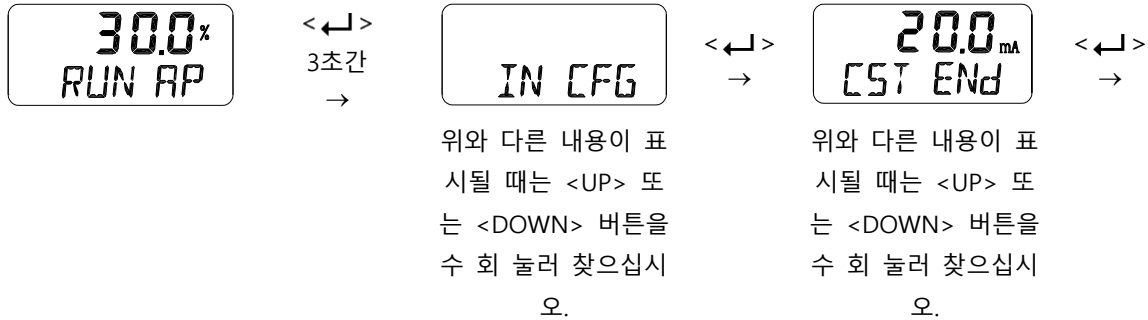 30.0%
RUN AP
< ↵ >
3초간
→
IN CFG
위와 다른 내용이 표
시될 때는 <UP> 또
는 <DOWN> 버튼을
수 회 눌러 찾으십시
오.
< ↵ >
→
20.0 mA
CST ENd
위와 다른 내용이 표
시될 때는 <UP> 또
는 <DOWN> 버튼을
수 회 눌러 찾으십시
오.
< ↵ >
→